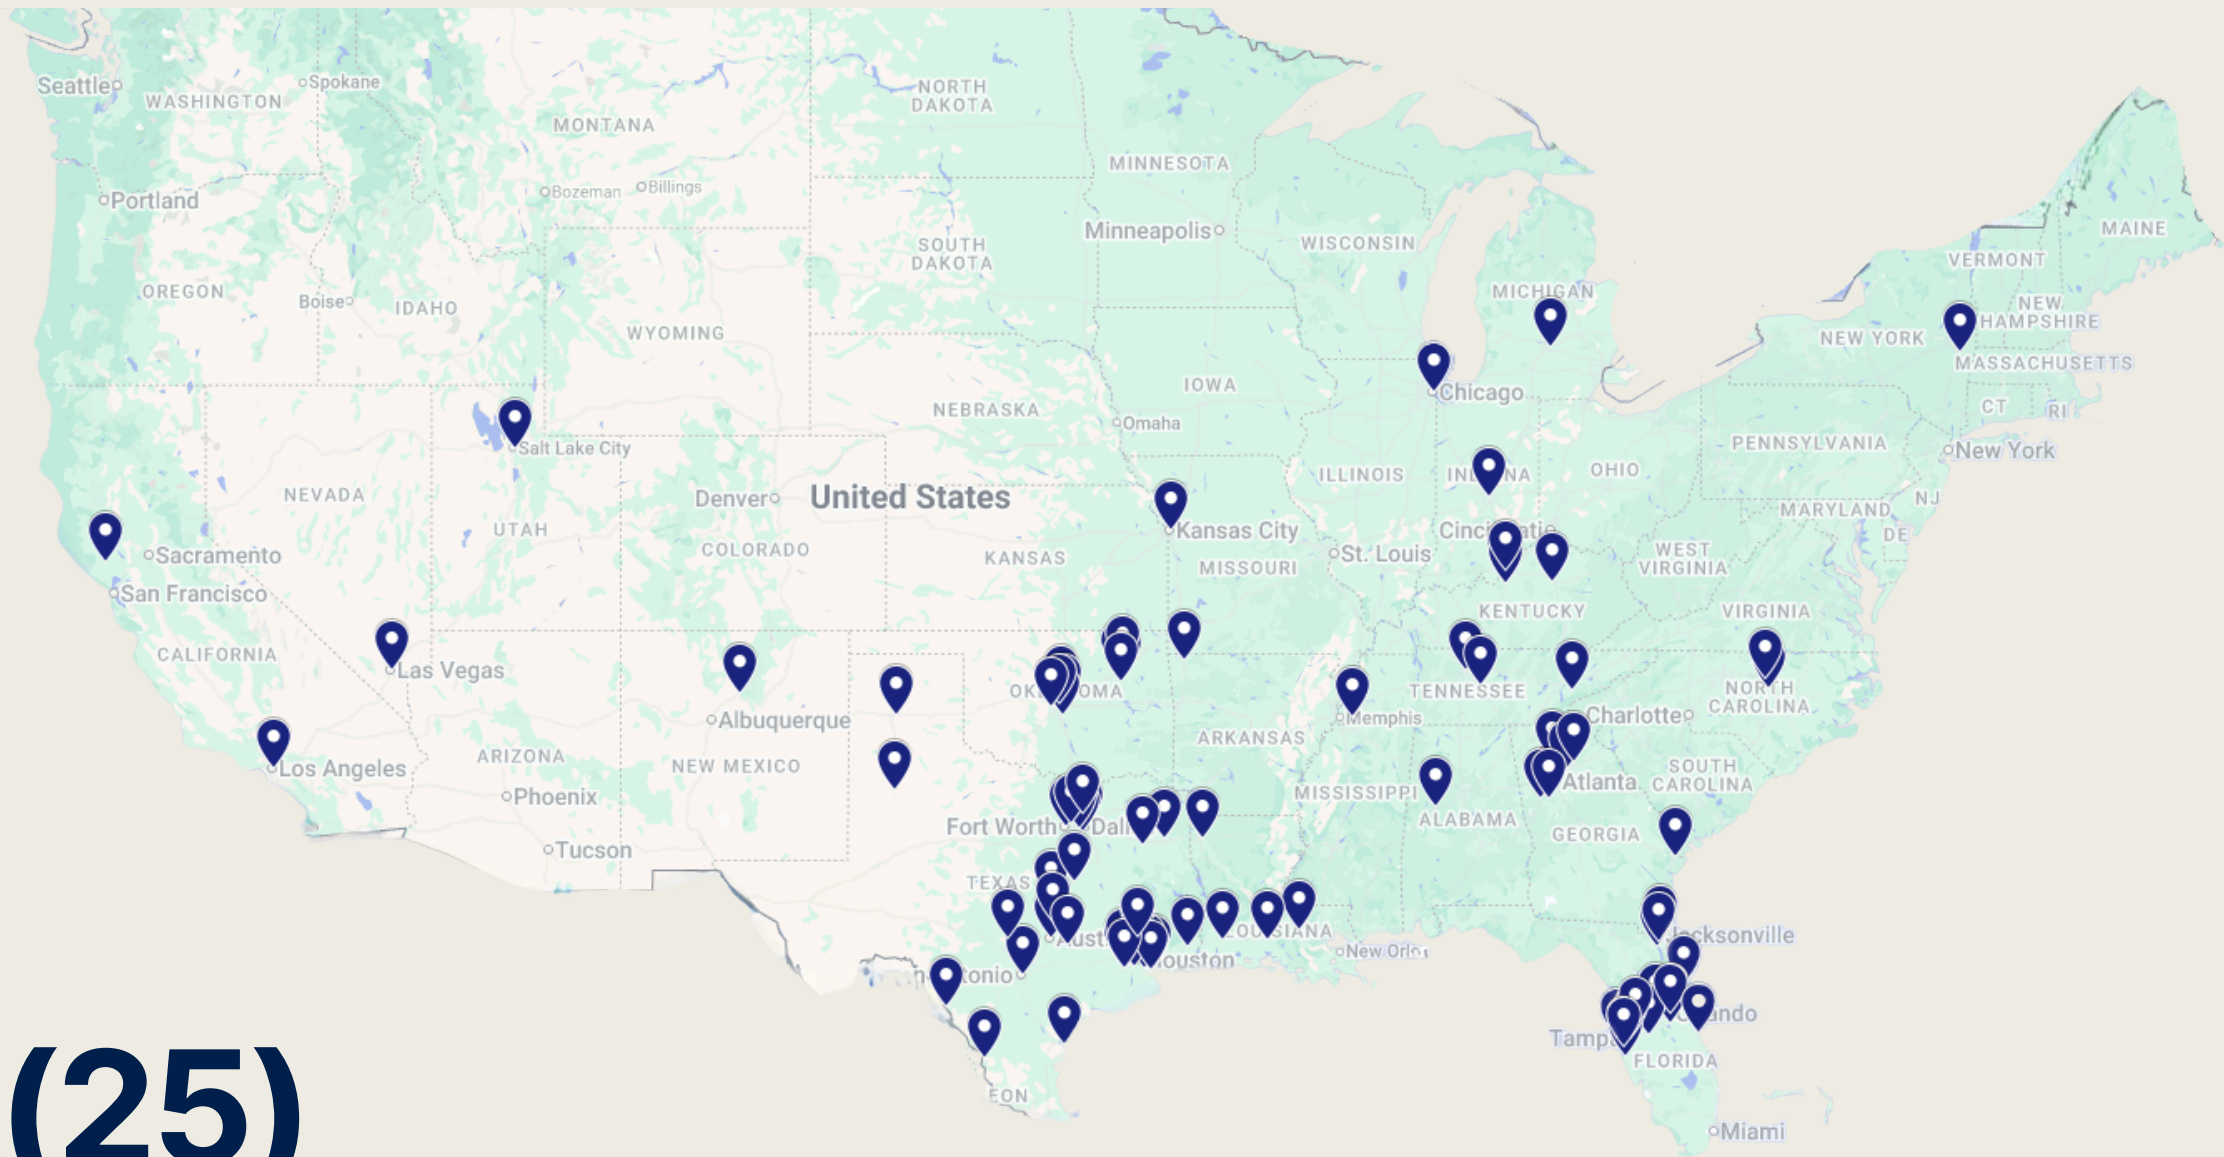 Seattle
Spokane
WASHINGTON
MONTANA
NORTH
DAKOTA
MINNESOTA
Portland
Bozeman
Billings
Minneapolis
WISCONSIN
MAINE
SOUTH
DAKOTA
VERMONT
OREGON
Boise
IDAHO
WYOMING
MICHIGAN
NEW
HAMPSHIRE
NEW YORK
MASSACHUSETTS
IOWA
Chicago
NEBRASKA
Omaha
CT
RI
Salt Lake City
PENNSYLVANIA
New York
ILLINOIS
OHIO
NEVADA
Denver
United States
NJ
MARYLAND
UTAH
Kansas City
DE
Sacramento
COLORADO
KANSAS
St. Louis
MISSOURI
WEST
VIRGINIA
San Francisco
KENTUCKY
VIRGINIA
CALIFORNIA
Las Vegas
TENNESSEE
NORTH
CAROLINA
Albuquerque
Memphis
Charlotte
ARKANSAS
ARIZONA
NEW MEXICO
Los Angeles
Phoenix
MISSISSIPPI
Atlanta
SOUTH
CAROLINA
ALABAMA
Fort Worth
GEORGIA
Tucson
TEXAS
FLORIDA
EON
Miami
(25)